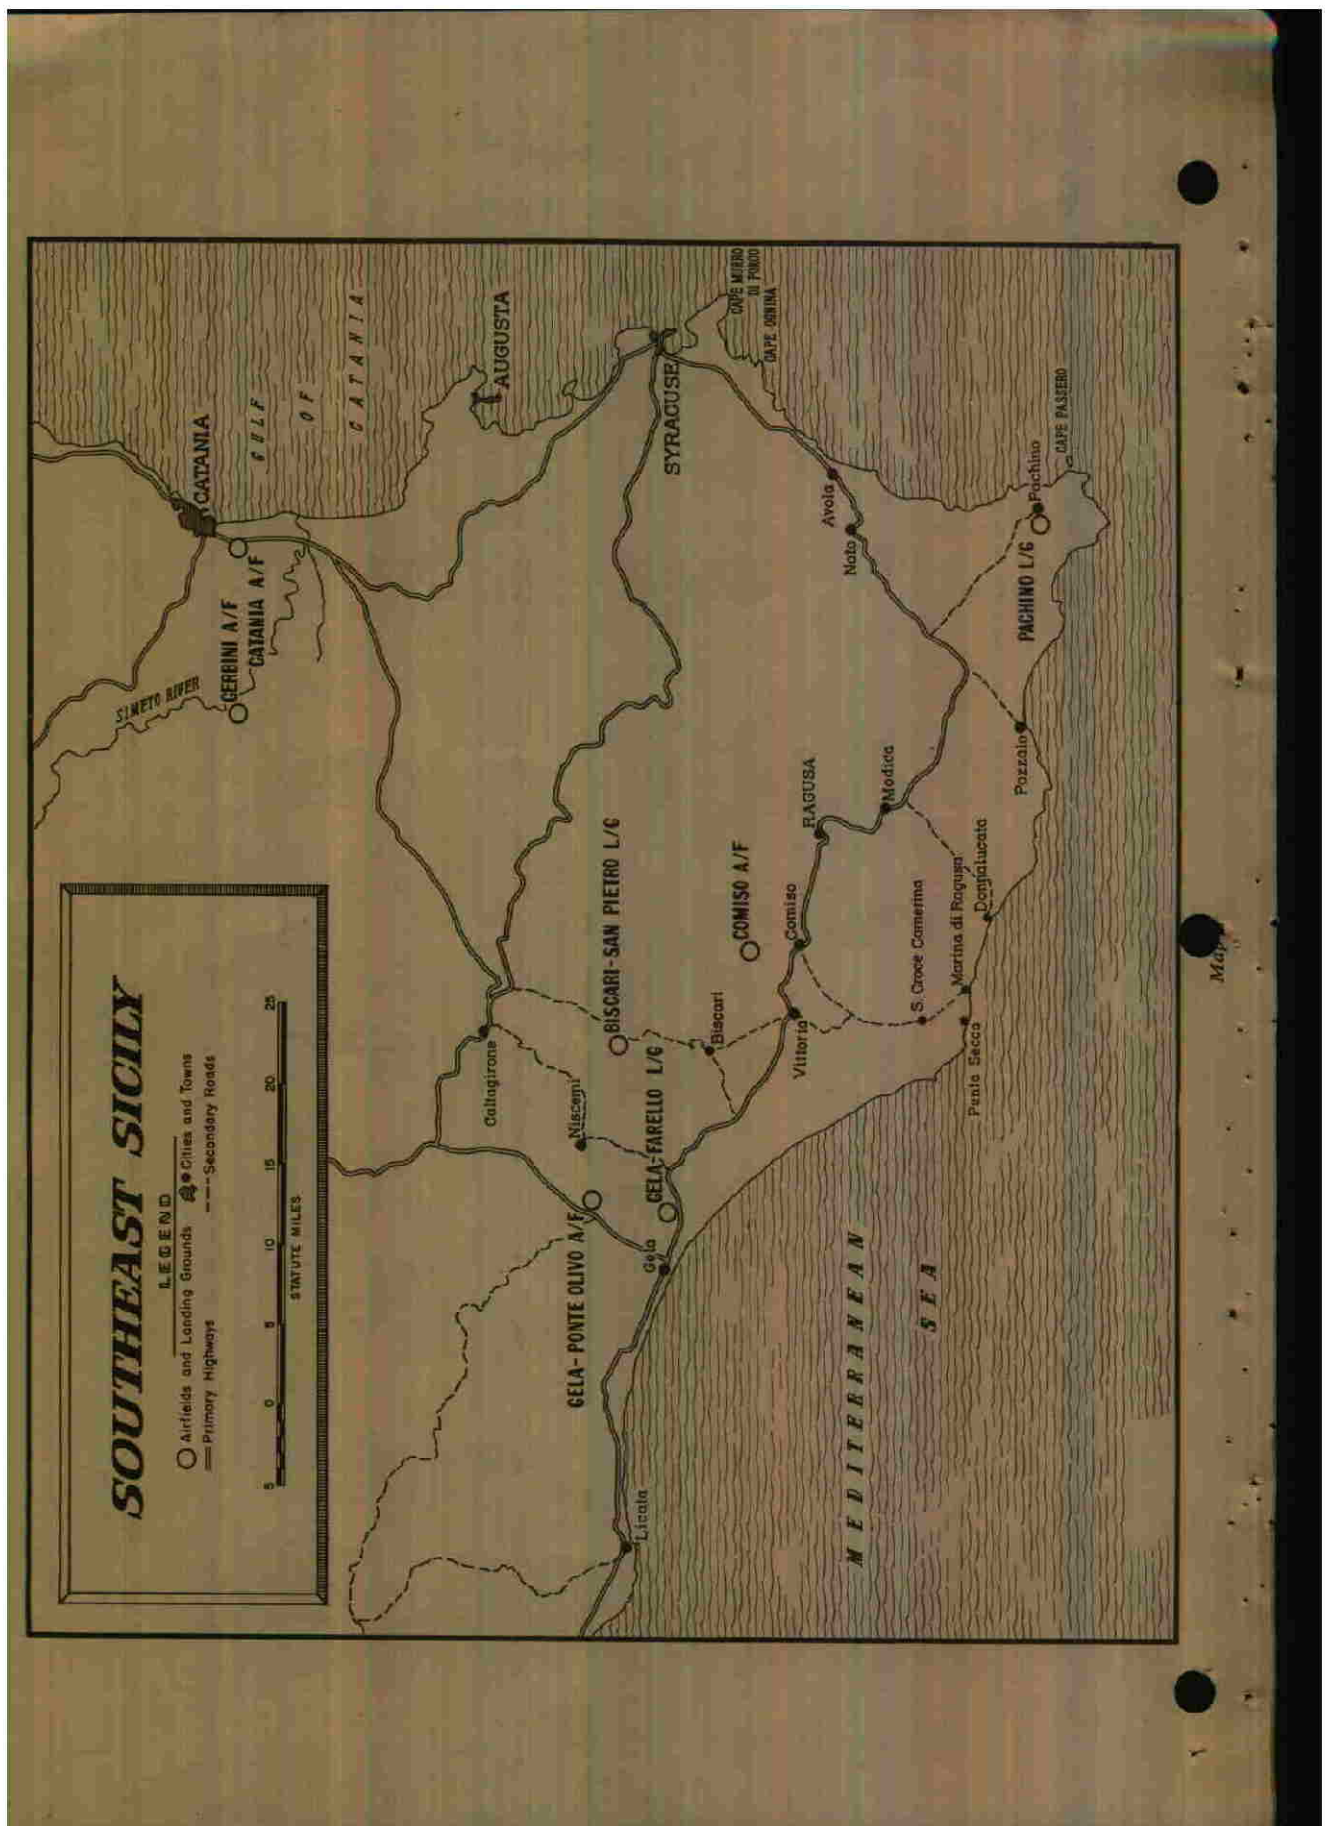 SOUTHEAST SICILY
LEGEND
Airfields and Landing Grounds
Cities and Towns
Primary Highways
Secondary Roads
5 0 5 10 15 20 25
STATUTE MILES
SIMETO RIVER
GERBINI A/F
CATANIA A/F
CATANIA
GULF
OF
CATANIA
AUGUSTA
SYRACUSE
CAPE MURRO
DI PORCO
CAPE OGNINA
Caltagirone
Niscemi
BISCARI-SAN PIETRO L/G
Biscari
GELA-PONTE OLIVO A/F
GELA-FARELLO L/G
Gela
Licata
COMISO A/F
Comiso
Vittoria
RAGUSA
Modica
Avola
Noto
S. Croce Camerina
Marina di Ragusa
Donnalucata
Punta Secca
Pozzalo
PACHINO L/G
Pachino
CAPE PASSERO
MEDITERRANEAN
SEA
Map